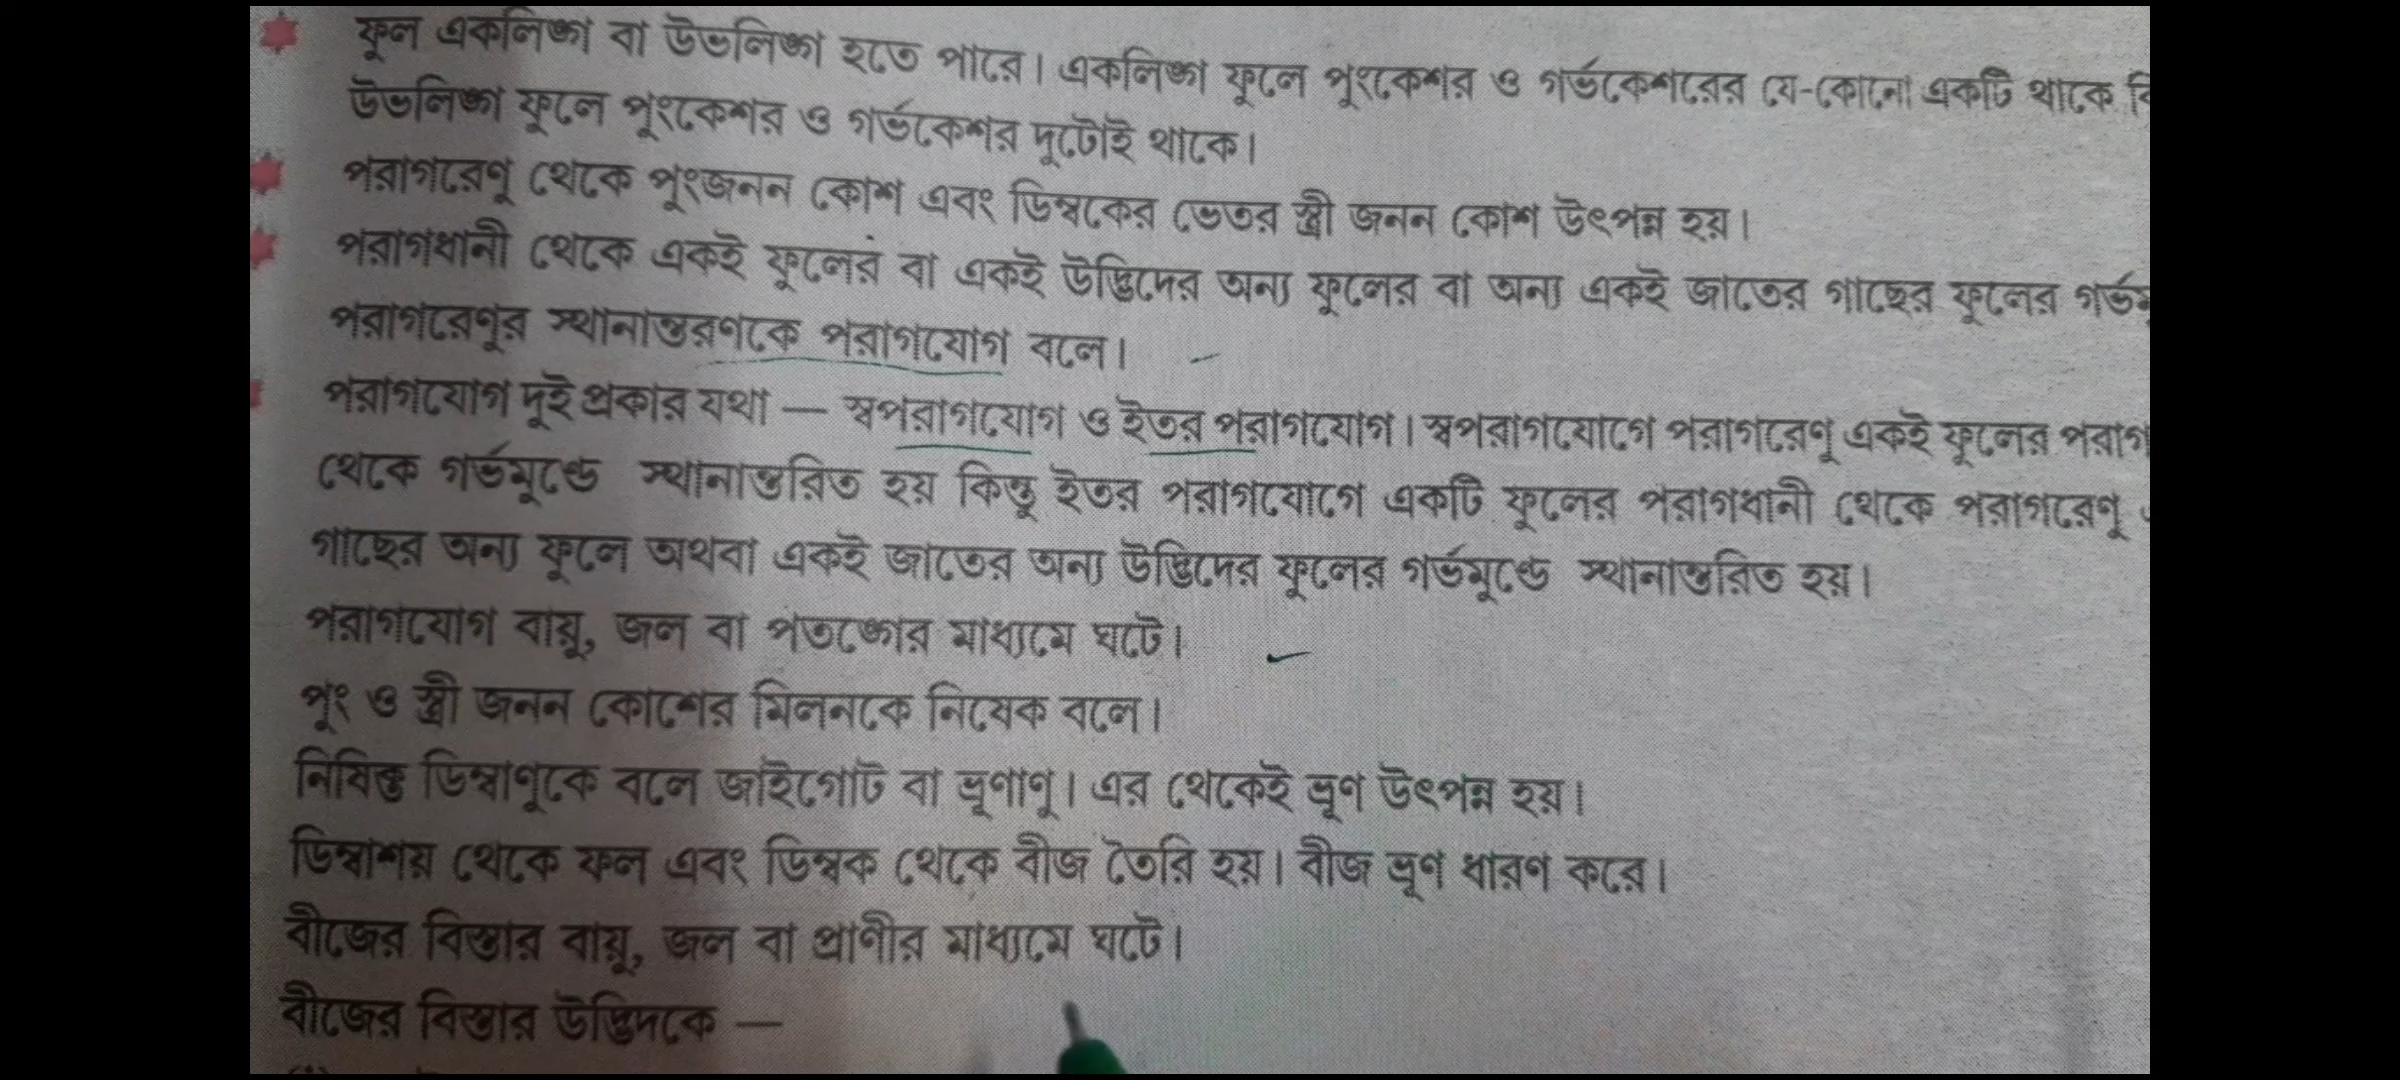 ফুল একলিঙ্গ বা উভলিঙ্গ হতে পারে। একলিঙ্গ ফুলে পুংকেশর ও গর্ভকেশরের যে-কোনো একটি থাকে
উভলিঙ্গ ফুলে পুংকেশর ও গর্ভকেশর দুটোই থাকে।
পরাগরেণু থেকে পুংজনন কোশ এবং ডিম্বকের ভেতর স্ত্রী জনন কোশ উৎপন্ন হয়।
পরাগধানী থেকে একই ফুলের বা একই উদ্ভিদের অন্য ফুলের বা অন্য একই জাতের গাছের ফুলের
পরাগরেণুর স্থানান্তরণকে পরাগযোগ বলে।
পরাগযোগ দুই প্রকার যথা — স্বপরাগযোগ ও ইতর পরাগযোগ। স্বপরাগযোগে পরাগরেণু একই ফুলের পরাগ
থেকে গর্ভমুণ্ডে স্থানান্তরিত হয় কিন্তু ইতর পরাগযোগে একটি ফুলের পরাগধানী থেকে পরাগরেণু
গাছের অন্য ফুলে অথবা একই জাতের অন্য উদ্ভিদের ফুলের গর্ভমুণ্ডে স্থানান্তরিত হয়।
পরাগযোগ বায়ু, জল বা পতঙ্গের মাধ্যমে ঘটে।
পুং ও স্ত্রী জনন কোশের মিলনকে নিষেক বলে।
নিষিক্ত ডিম্বাণুকে বলে জাইগোট বা ভ্রূণাণু। এর থেকেই ভ্রূণ উৎপন্ন হয়।
ডিম্বাশয় থেকে ফল এবং ডিম্বক থেকে বীজ তৈরি হয়। বীজ ভ্রূণ ধারণ করে।
বীজের বিস্তার বায়ু, জল বা প্রাণীর মাধ্যমে ঘটে।
বীজের বিস্তার উদ্ভিদকে —